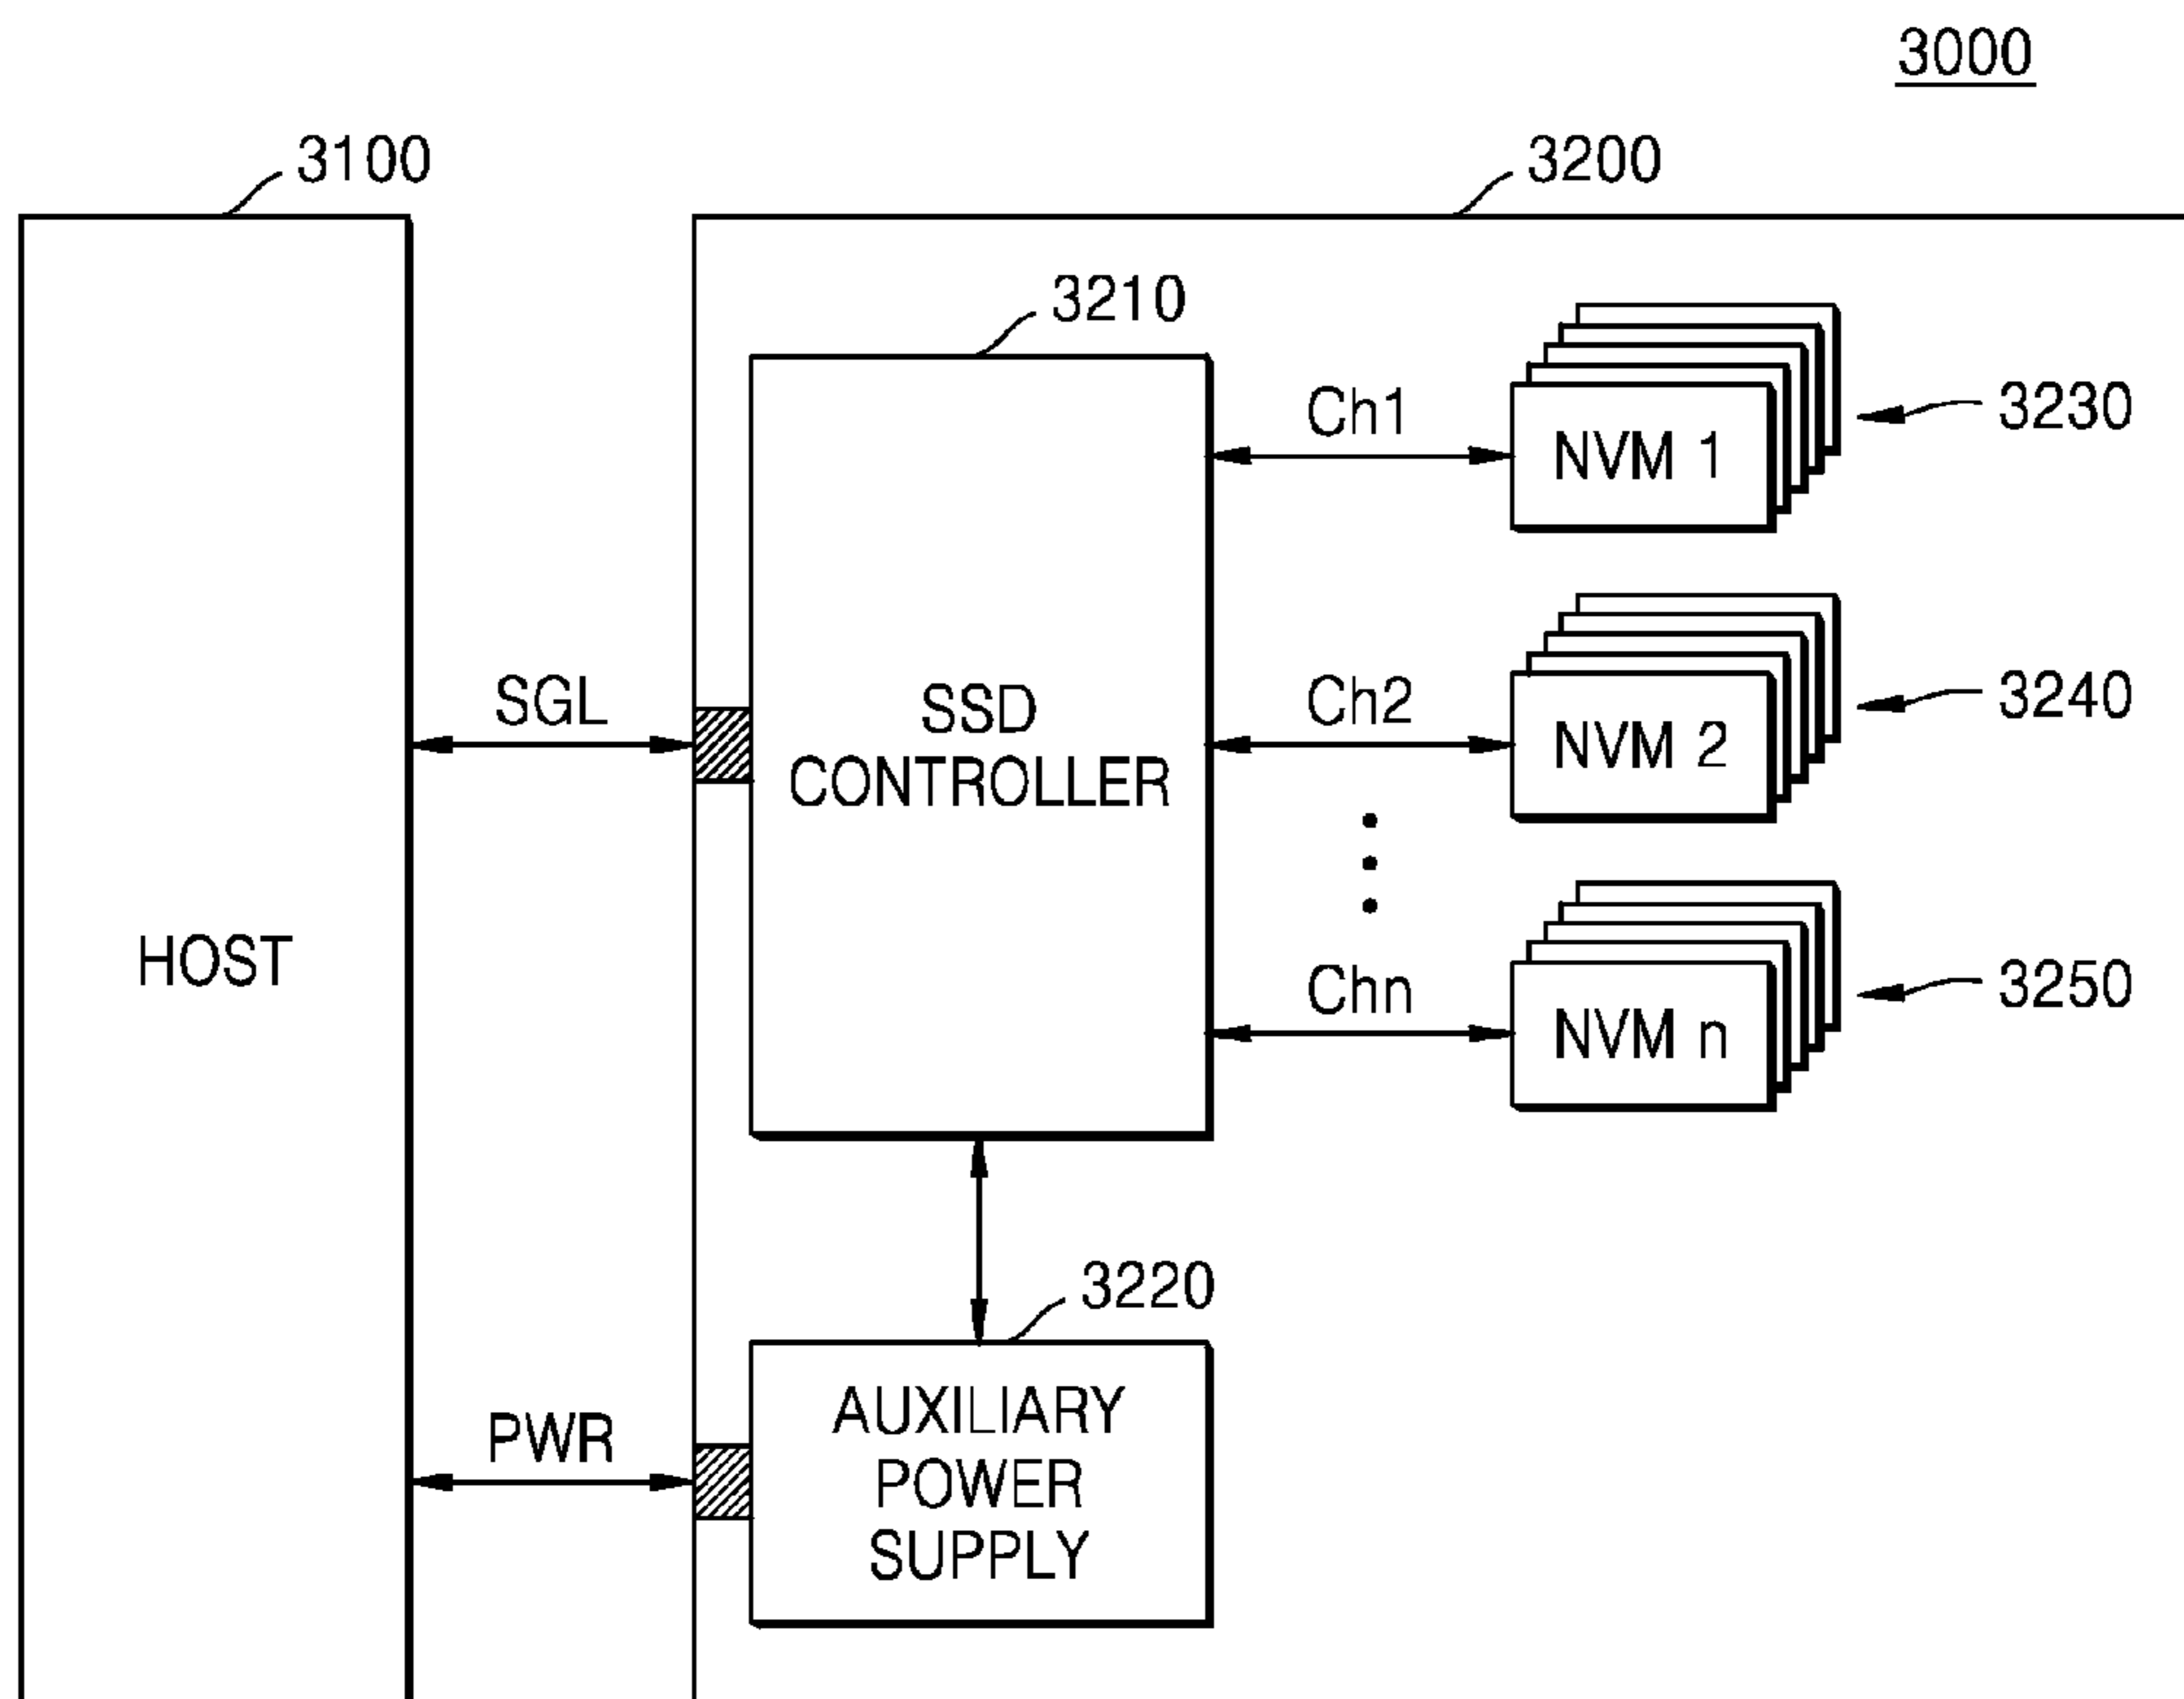 3000
3100
3200
3210
Ch1
NVM 1
3230
SGL
SSD
CONTROLLER
Ch2
NVM 2
3240
HOST
Chn
NVM n
3250
3220
PWR
AUXILIARY
POWER
SUPPLY